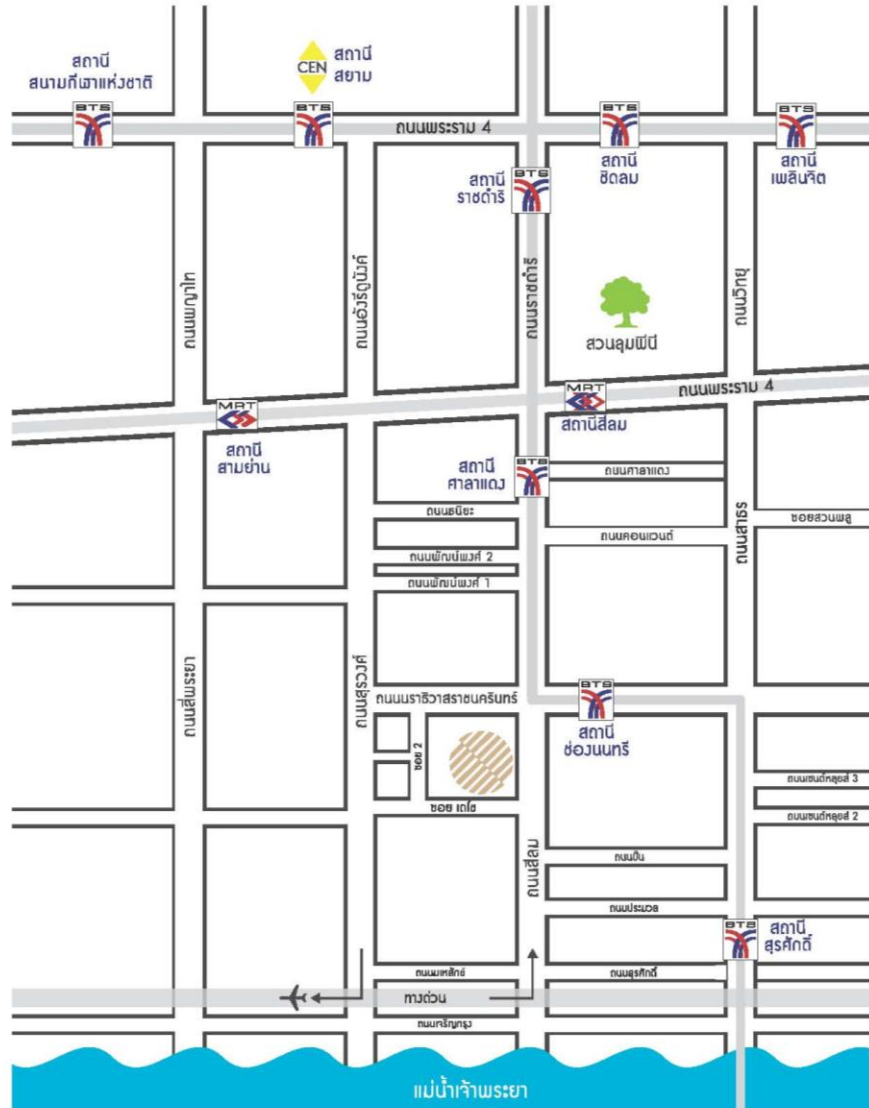 สถานี
สนามกีฬาแห่งชาติ
CEN
สถานี
สยาม
BTS
BTS
BTS
BTS
ถนนพระราม 4
สถานี
ชิดลม
สถานี
เพลินจิต
BTS
สถานี
ราชดำริ
ถนนพญาไท
ถนนอังรีดูนังค์
ถนนราชดำริ
ถนนวิทยุ
สวนลุมพินี
ถนนพระราม 4
MRT
สถานีสีลม
MRT
สถานี
สามย่าน
สถานี
ศาลาแดง
BTS
ถนนศาลาแดง
ถนนธนิยะ
ถนนคอนแวนต์
ถนนสาธร
ซอยสวนพลู
ถนนพัฒน์พงศ์ 2
ถนนพัฒน์พงศ์ 1
ถนนสี่พระยา
ถนนสุรวงศ์
ถนนนราธิวาสราชนครินทร์
BTS
สถานี
ช่องนนทรี
ซอย 2
ซอย เดโช
ถนนเซนต์หลุยส์ 3
ถนนเซนต์หลุยส์ 2
ถนนสีลม
ถนนปั้น
ถนนประมวล
BTS
สถานี
สุรศักดิ์
ถนนมเหสักข์
ถนนสุรศักดิ์
ทางด่วน
ถนนเจริญกรุง
แม่น้ำเจ้าพระยา